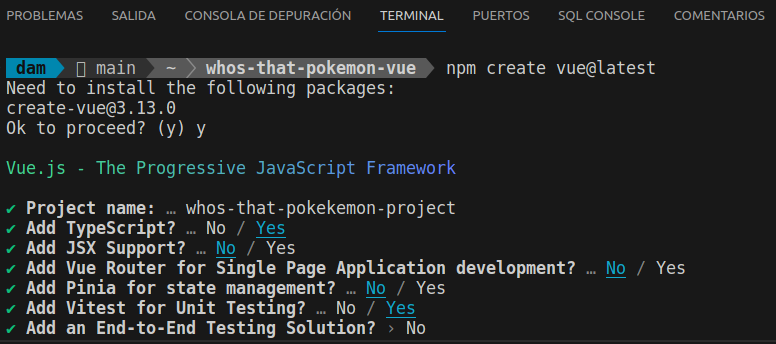 PROBLEMAS SALIDA CONSOLA DE DEPURACIÓN TERMINAL PUERTOS SQL CONSOLE COMENTARIOS
dam main ~ whos-that-pokemon-vue npm create vue@latest
Need to install the following packages:
create-vue@3.13.0
Ok to proceed? (y) y
Vue.js - The Progressive JavaScript Framework
✔ Project name: … whos-that-pokekemon-project
✔ Add TypeScript? … No / Yes
✔ Add JSX Support? … No / Yes
✔ Add Vue Router for Single Page Application development? … No / Yes
✔ Add Pinia for state management? … No / Yes
✔ Add Vitest for Unit Testing? … No / Yes
✔ Add an End-to-End Testing Solution? › No